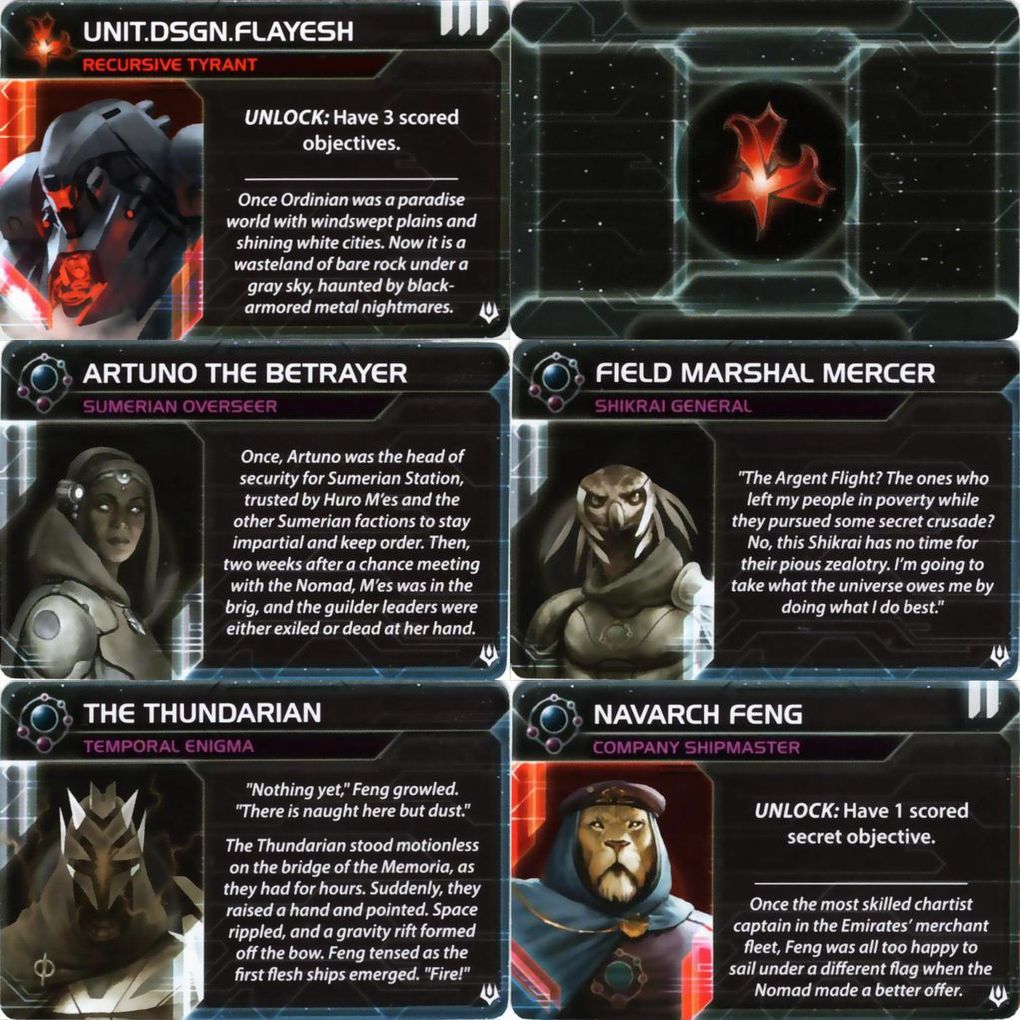 UNIT.DSGN.FLAYESH
RECURSIVE TYRANT
UNLOCK: Have 3 scored
objectives.
Once Ordinian was a paradise
world with windswept plains and
shining white cities. Now it is a
wasteland of bare rock under a
gray sky, haunted by black-
armored metal nightmares.
ARTUNO THE BETRAYER
SUMERIAN OVERSEER
Once, Artuno was the head of
security for Sumerian Station,
trusted by Huro M'es and the
other Sumerian factions to stay
impartial and keep order. Then,
two weeks after a chance meeting
with the Nomad, M'es was in the
brig, and the guilder leaders were
either exiled or dead at her hand.
FIELD MARSHAL MERCER
SHIKRAI GENERAL
"The Argent Flight? The ones who
left my people in poverty while
they pursued some secret crusade?
No, this Shikrai has no time for
their pious zealotry. I'm going to
take what the universe owes me by
doing what I do best."
THE THUNDARIAN
TEMPORAL ENIGMA
"Nothing yet," Feng growled.
"There is naught here but dust."
The Thundarian stood motionless
on the bridge of the Memoria, as
they had for hours. Suddenly, they
raised a hand and pointed. Space
rippled, and a gravity rift formed
off the bow. Feng tensed as the
first flesh ships emerged. "Fire!"
NAVARCH FENG
COMPANY SHIPMASTER
UNLOCK: Have 1 scored
secret objective.
Once the most skilled chartist
captain in the Emirates' merchant
fleet, Feng was all too happy to
sail under a different flag when the
Nomad made a better offer.